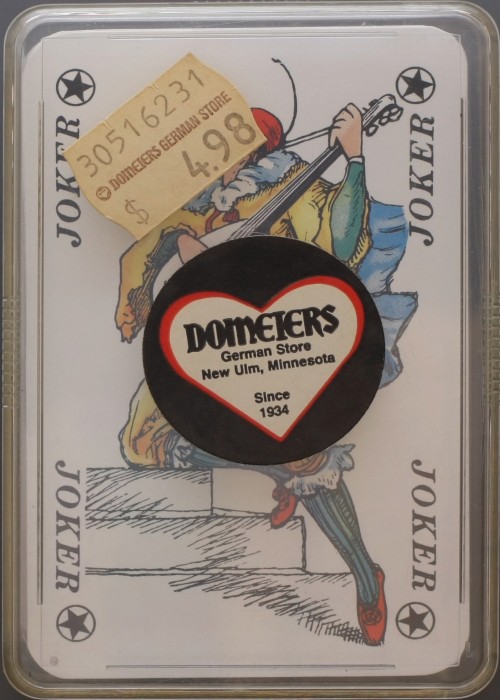 JOKER
JOKER
30516231
DOMEIERS GERMAN STORE
$ 4.98
DOMEIERS
German Store
New Ulm, Minnesota
Since
1934
JOKER
JOKER